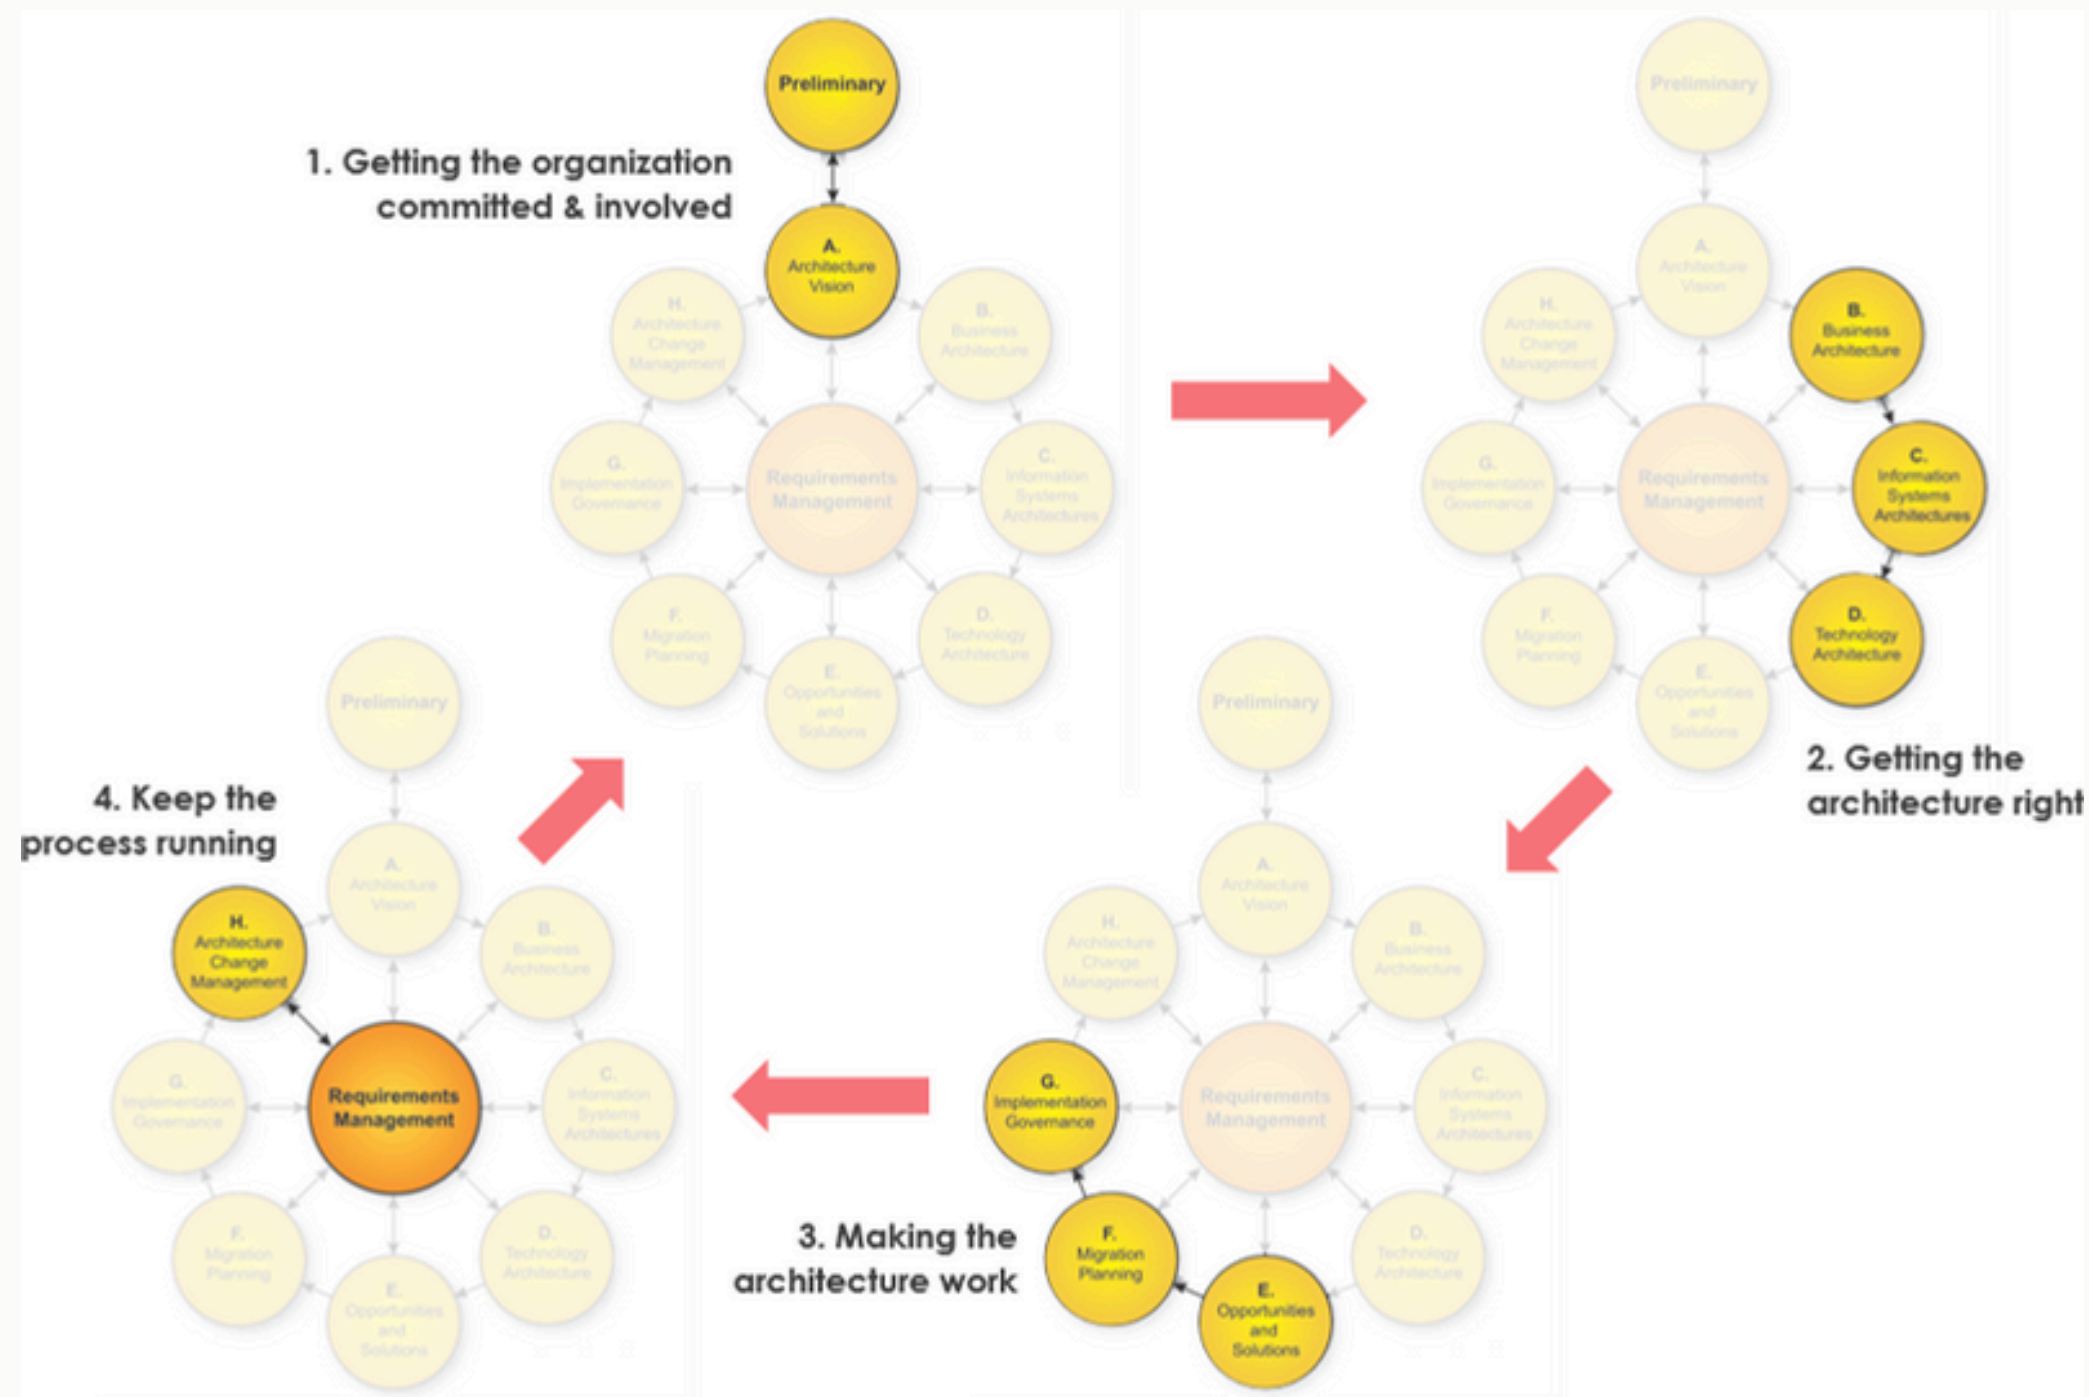 Preliminary
1. Getting the organization
committed & involved
A.
Architecture
Vision
H.
Architecture
Change
Management
B.
Business
Architecture
G.
Implementation
Governance
Requirements
Management
C.
Information
Systems
Architectures
F.
Migration
Planning
D.
Technology
Architecture
E.
Opportunities
and
Solutions
Preliminary
A.
Architecture
Vision
H.
Architecture
Change
Management
B.
Business
Architecture
G.
Implementation
Governance
Requirements
Management
C.
Information
Systems
Architectures
F.
Migration
Planning
D.
Technology
Architecture
E.
Opportunities
and
Solutions
2. Getting the
architecture right
Preliminary
A.
Architecture
Vision
H.
Architecture
Change
Management
B.
Business
Architecture
G.
Implementation
Governance
Requirements
Management
C.
Information
Systems
Architectures
3. Making the
architecture work
F.
Migration
Planning
D.
Technology
Architecture
E.
Opportunities
and
Solutions
Preliminary
4. Keep the
process running
A.
Architecture
Vision
H.
Architecture
Change
Management
B.
Business
Architecture
G.
Implementation
Governance
Requirements
Management
C.
Information
Systems
Architectures
F.
Migration
Planning
D.
Technology
Architecture
E.
Opportunities
and
Solutions